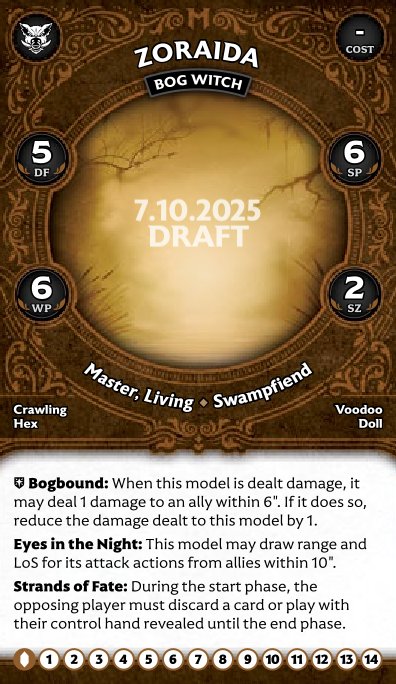 -
COST
ZORAIDA
BOG WITCH
5
DF
6
SP
7.10.2025
DRAFT
6
WP
2
SZ
Master, Living ◆ Swampfiend
Crawling
Hex
Voodoo
Doll
Bogbound: When this model is dealt damage, it
may deal 1 damage to an ally within 6". If it does so,
reduce the damage dealt to this model by 1.
Eyes in the Night: This model may draw range and
LoS for its attack actions from allies within 10".
Strands of Fate: During the start phase, the
opposing player must discard a card or play with
their control hand revealed until the end phase.
1 2 3 4 5 6 7 8 9 10 11 12 13 14